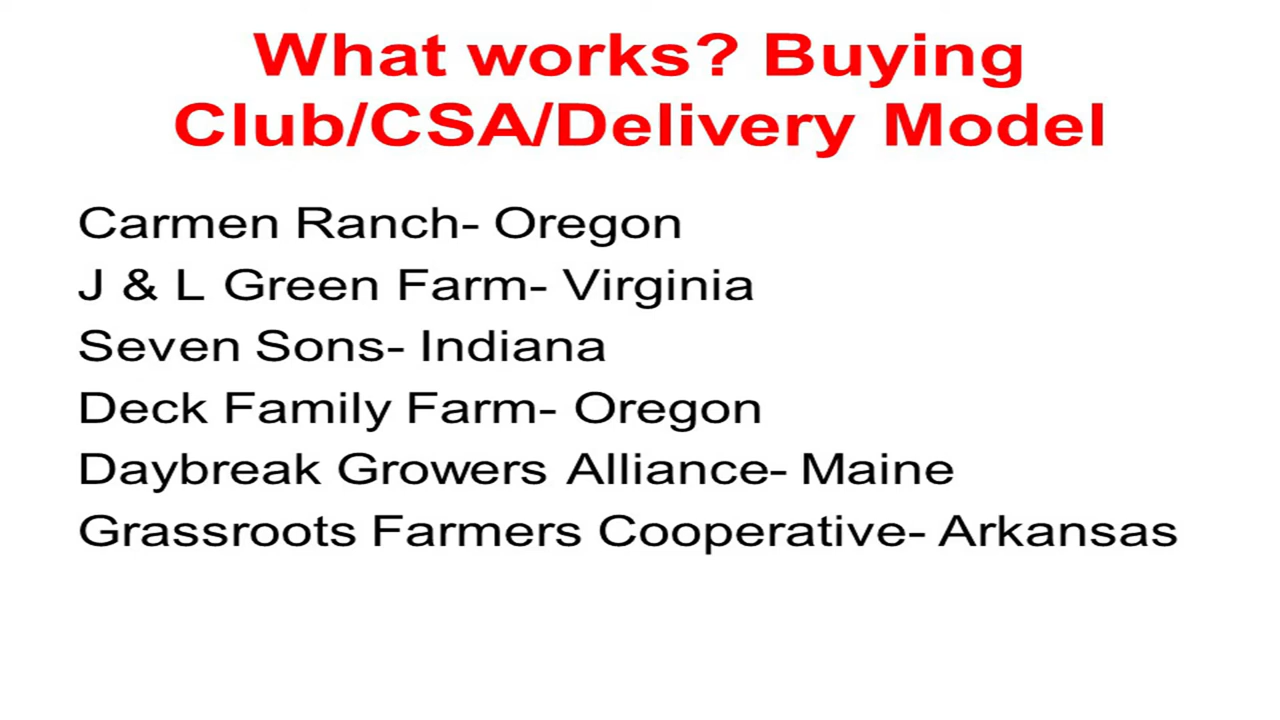 What works? Buying
Club/CSA/Delivery Model
Carmen Ranch- Oregon
J & L Green Farm- Virginia
Seven Sons- Indiana
Deck Family Farm- Oregon
Daybreak Growers Alliance- Maine
Grassroots Farmers Cooperative- Arkansas